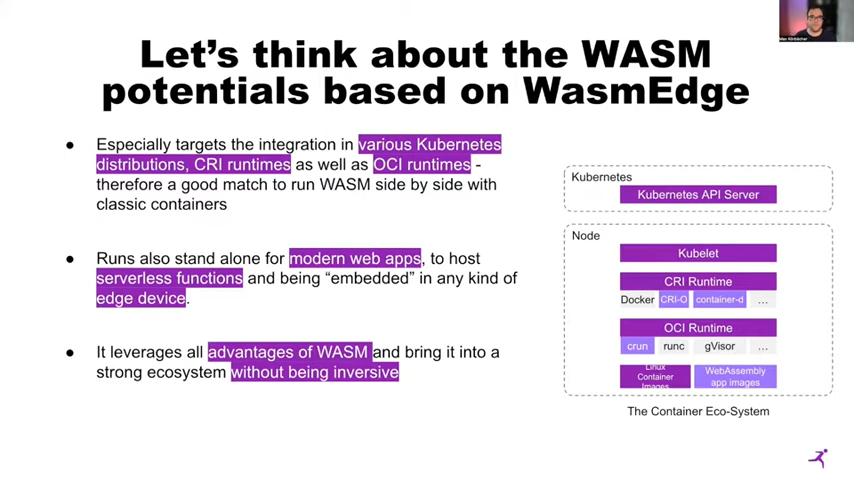 Let's think about the WASM
potentials based on WasmEdge
● Especially targets the integration in various Kubernetes
distributions, CRI runtimes as well as OCI runtimes -
therefore a good match to run WASM side by side with
classic containers
● Runs also stand alone for modern web apps, to host
serverless functions and being “embedded” in any kind of
edge device.
● It leverages all advantages of WASM and bring it into a
strong ecosystem without being inversive
Kubernetes
Kubernetes API Server
Node
Kubelet
CRI Runtime
Docker CRI-O container-d ...
OCI Runtime
crun runc gVisor ...
Linux
Container
Images
WebAssembly
app images
The Container Eco-System